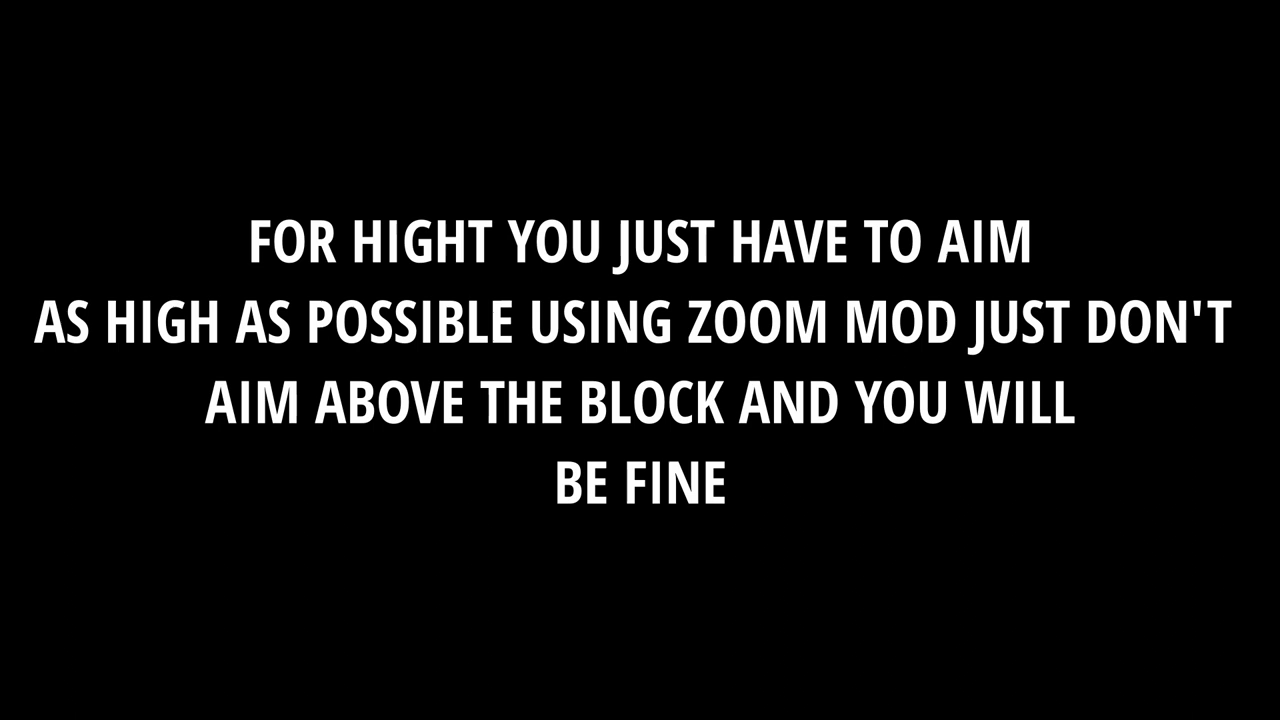 FOR HIGHT YOU JUST HAVE TO AIM
AS HIGH AS POSSIBLE USING ZOOM MOD JUST DON'T
AIM ABOVE THE BLOCK AND YOU WILL
BE FINE